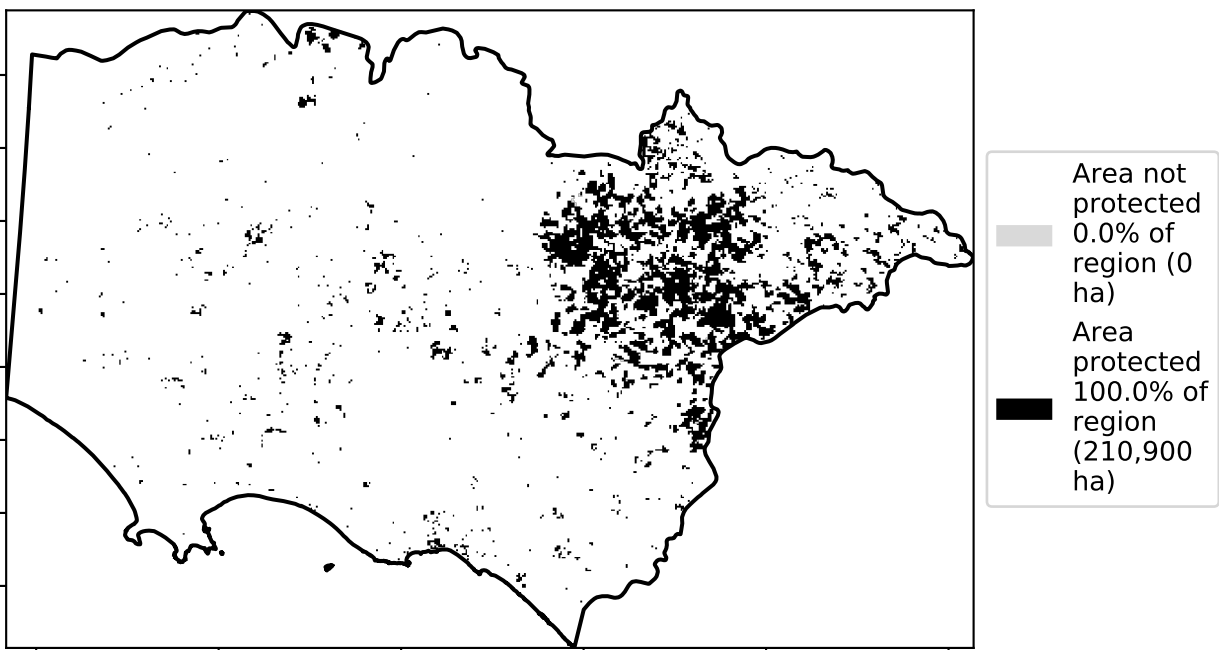 Area not
protected
0.0% of
region (0
ha)
Area
protected
100.0% of
region
(210,900
ha)